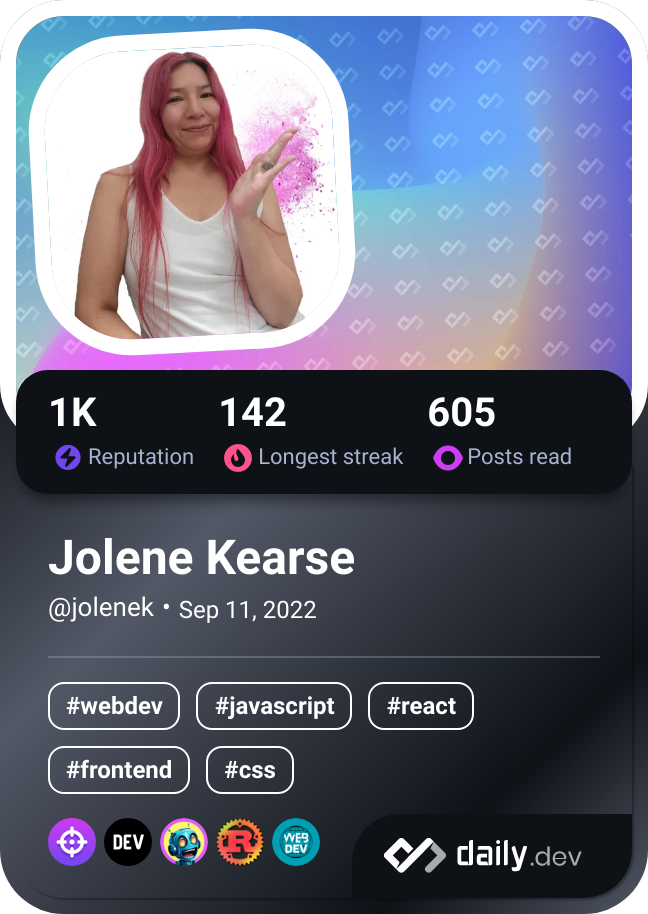 1K 142 605
Reputation Longest streak Posts read
Jolene Kearse
@jolenek • Sep 11, 2022
#webdev #javascript #react
#frontend #css
DEV R WEB DEV
daily.dev